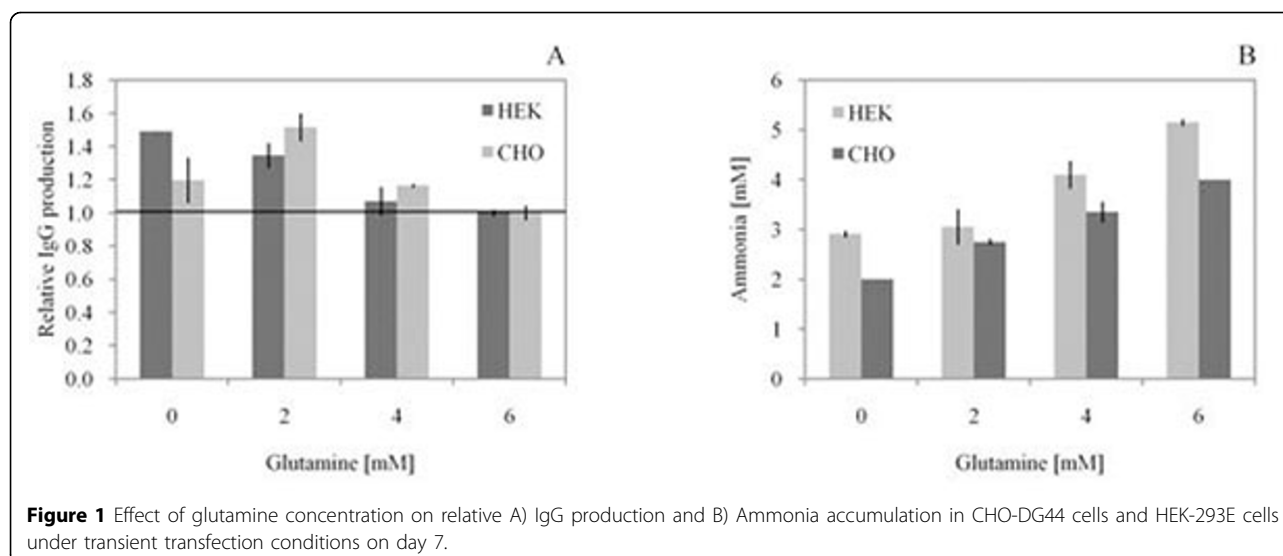 A
Relative IgG production
1.8
1.6
1.4
1.2
1.0
0.8
0.6
0.4
0.2
0.0
HEK
CHO
0 2 4 6
Glutamine [mM]
B
Ammonia [mM]
6
5
4
3
2
1
0
HEK
CHO
0 2 4 6
Glutamine [mM]
Figure 1 Effect of glutamine concentration on relative A) IgG production and B) Ammonia accumulation in CHO-DG44 cells and HEK-293E cells
under transient transfection conditions on day 7.